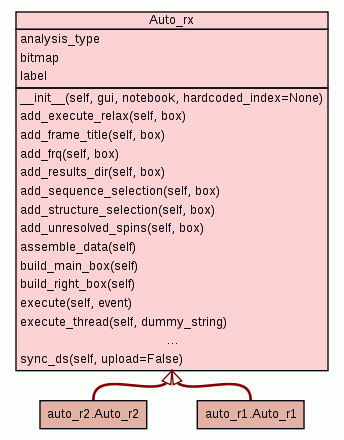 Auto_rx
analysis_type
bitmap
label
__init__(self, gui, notebook, hardcoded_index=None)
add_execute_relax(self, box)
add_frame_title(self, box)
add_frq(self, box)
add_results_dir(self, box)
add_sequence_selection(self, box)
add_structure_selection(self, box)
add_unresolved_spins(self, box)
assemble_data(self)
build_main_box(self)
build_right_box(self)
execute(self, event)
execute_thread(self, dummy_string)
...
sync_ds(self, upload=False)
auto_r2.Auto_r2
auto_r1.Auto_r1